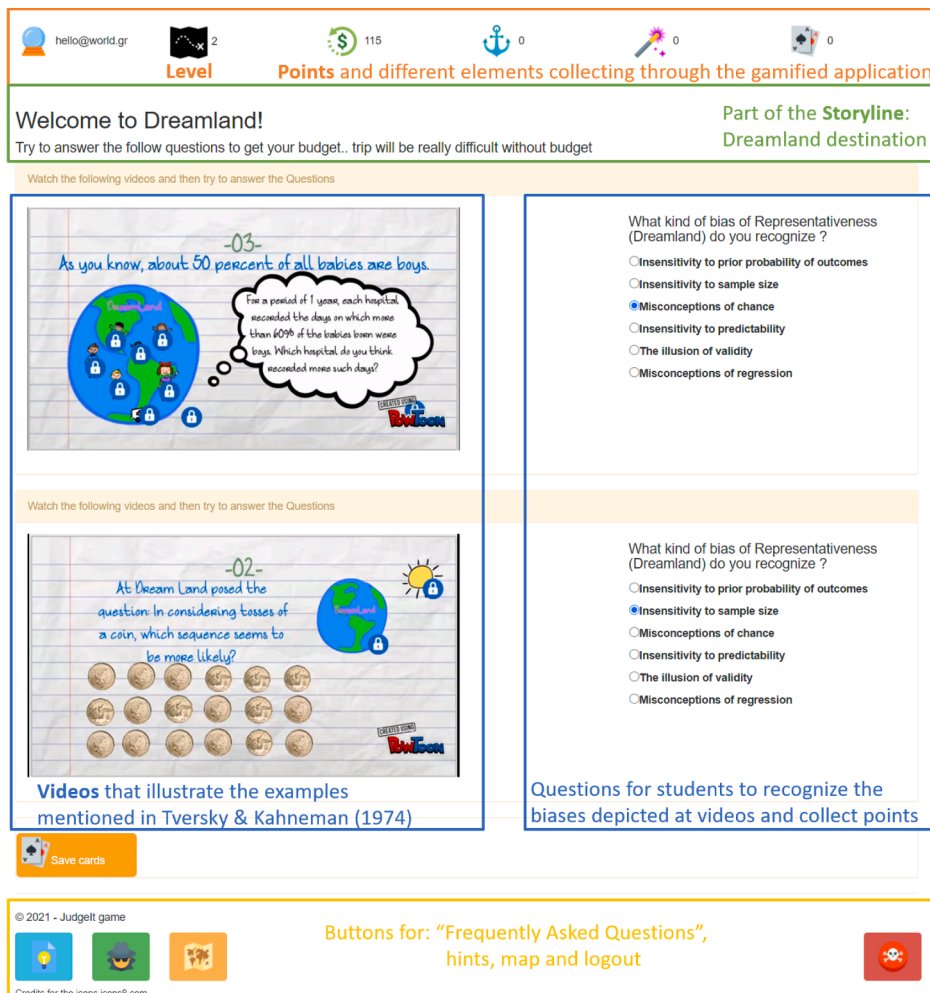 hello@world.gr 2 115 0 0 0
Level Points and different elements collecting through the gamified application
Welcome to Dreamland!
Try to answer the follow questions to get your budget.. trip will be really difficult without budget
Part of the Storyline:
Dreamland destination
Watch the following videos and then try to answer the Questions
-03-
As you know, about 50 percent of all babies are boys.
DreamLand
For a period of 1 year, each hospital
recorded the days on which more
than 60% of the babies born were
boys. Which hospital do you think
recorded more such days?
CREATED USING
POWTOON
What kind of bias of Representativeness
(Dreamland) do you recognize ?
Insensitivity to prior probability of outcomes
Insensitivity to sample size
Misconceptions of chance
Insensitivity to predictability
The illusion of validity
Misconceptions of regression
Watch the following videos and then try to answer the Questions
-02-
At Dream Land posed the
question: In considering tosses of
a coin, which sequence seems to
be more likely?
DreamLand
CREATED USING
POWTOON
What kind of bias of Representativeness
(Dreamland) do you recognize ?
Insensitivity to prior probability of outcomes
Insensitivity to sample size
Misconceptions of chance
Insensitivity to predictability
The illusion of validity
Misconceptions of regression
Videos that illustrate the examples
mentioned in Tversky & Kahneman (1974)
Questions for students to recognize the
biases depicted at videos and collect points
Save cards
© 2021 - JudgeIt game
Buttons for: “Frequently Asked Questions”,
hints, map and logout
Credits for the icons icons8.com